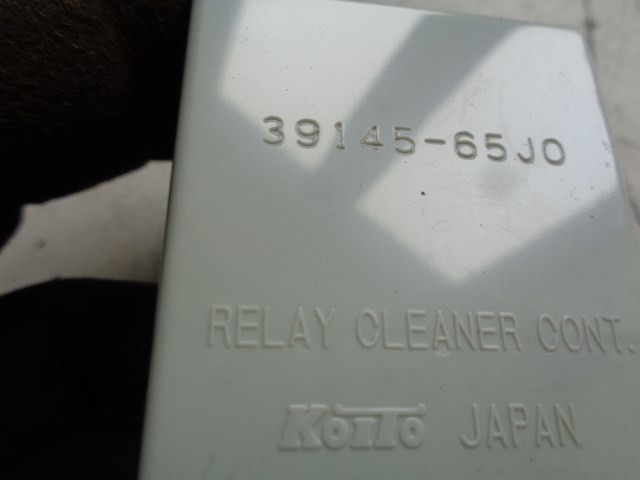 39145-65J0
RELAY CLEANER CONT.
KoiTo JAPAN